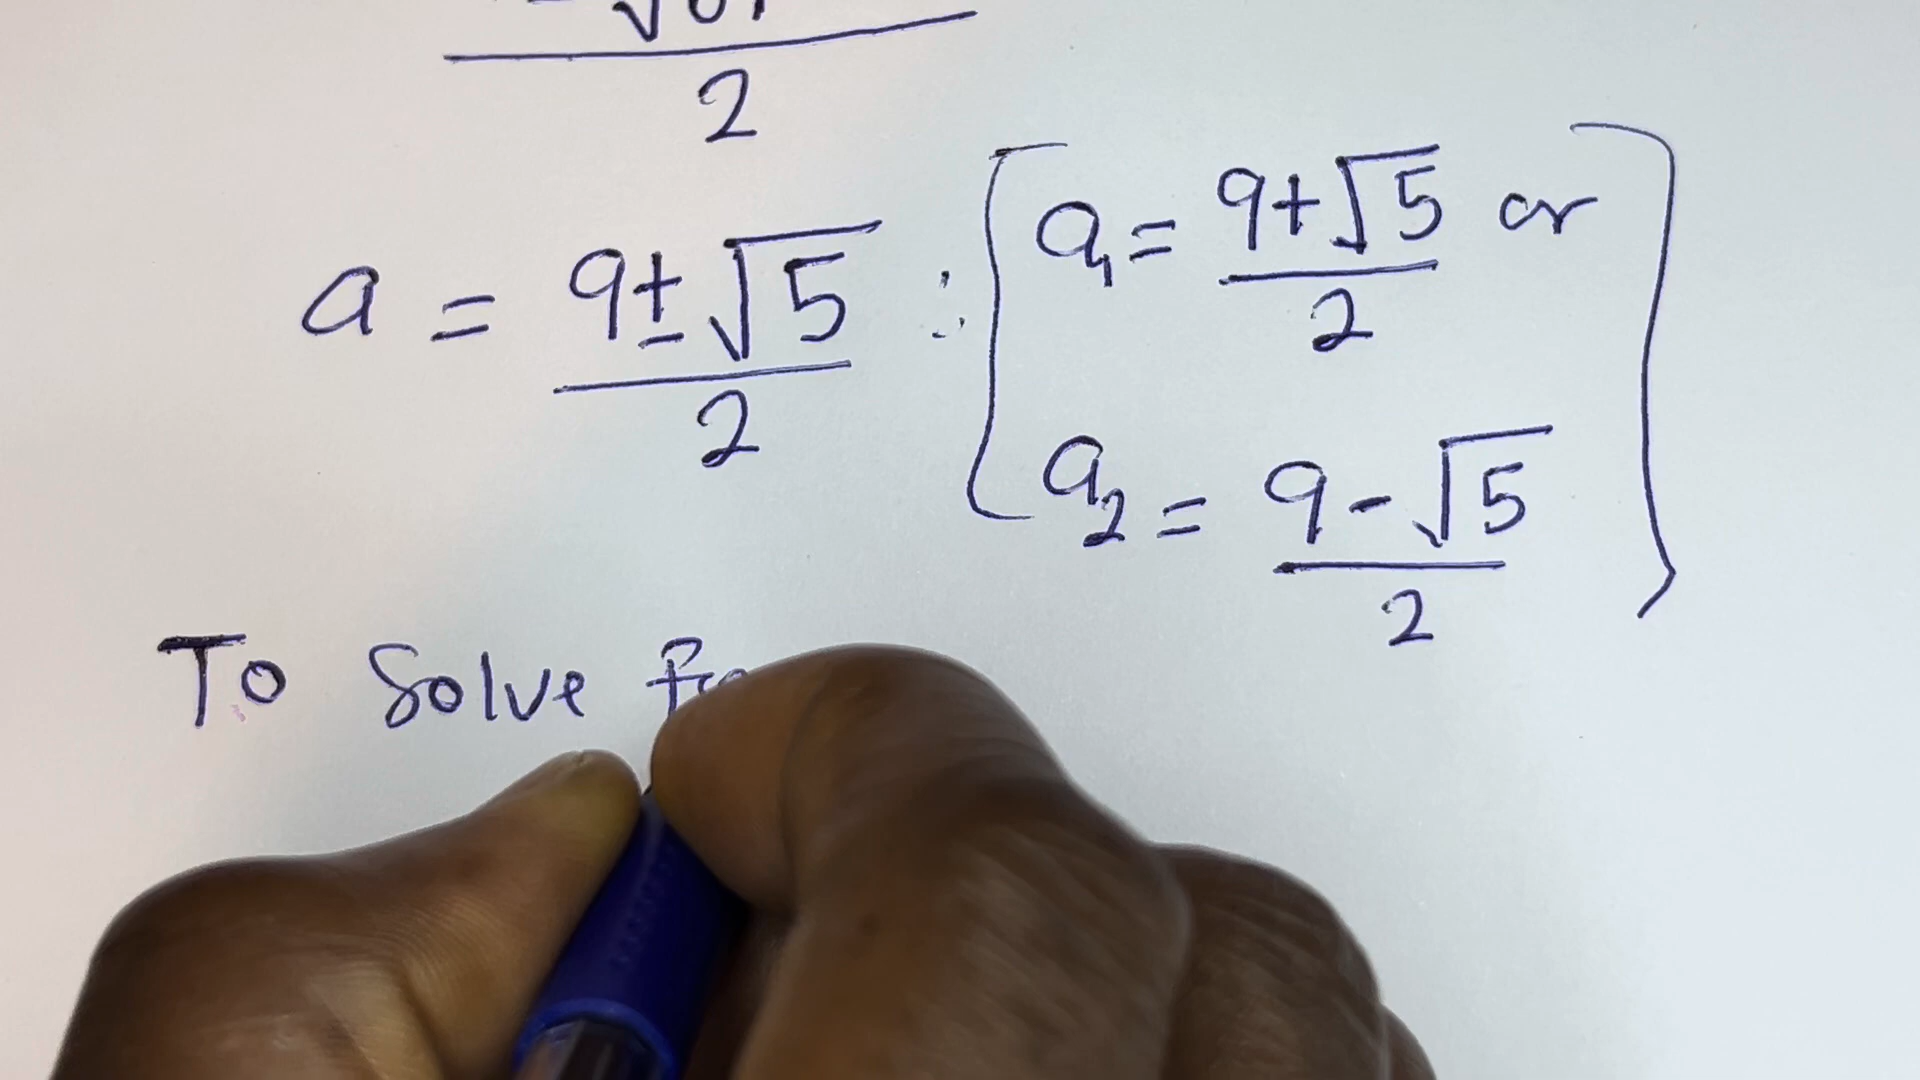 2
a = 9±√5 / 2 : [ a₁ = 9+√5 / 2 or
a₂ = 9-√5 / 2 ]
To Solve